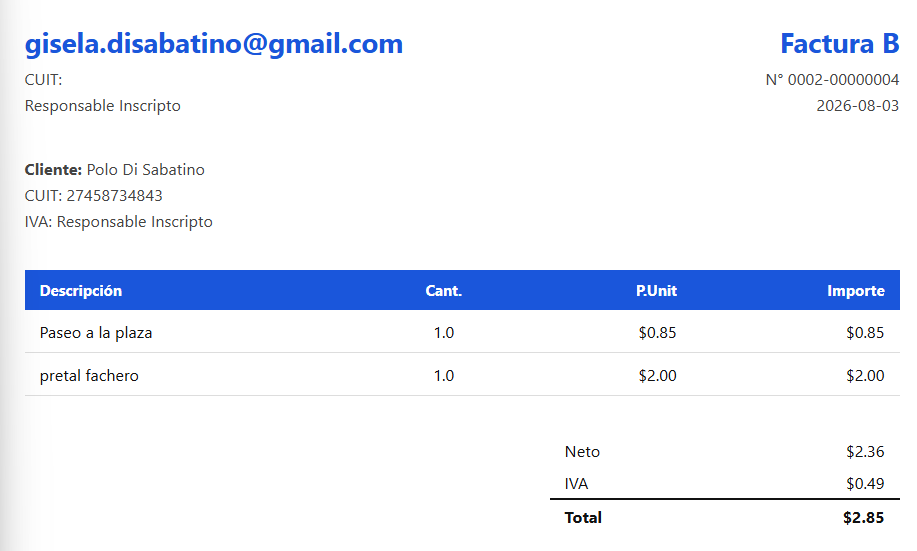 gisela.disabatino@gmail.com Factura B
CUIT: N° 0002-00000004
Responsable Inscripto 2026-08-03
Cliente: Polo Di Sabatino
CUIT: 27458734843
IVA: Responsable Inscripto
Descripción Cant. P.Unit Importe
Paseo a la plaza 1.0 $0.85 $0.85
pretal fachero 1.0 $2.00 $2.00
Neto $2.36
IVA $0.49
Total $2.85